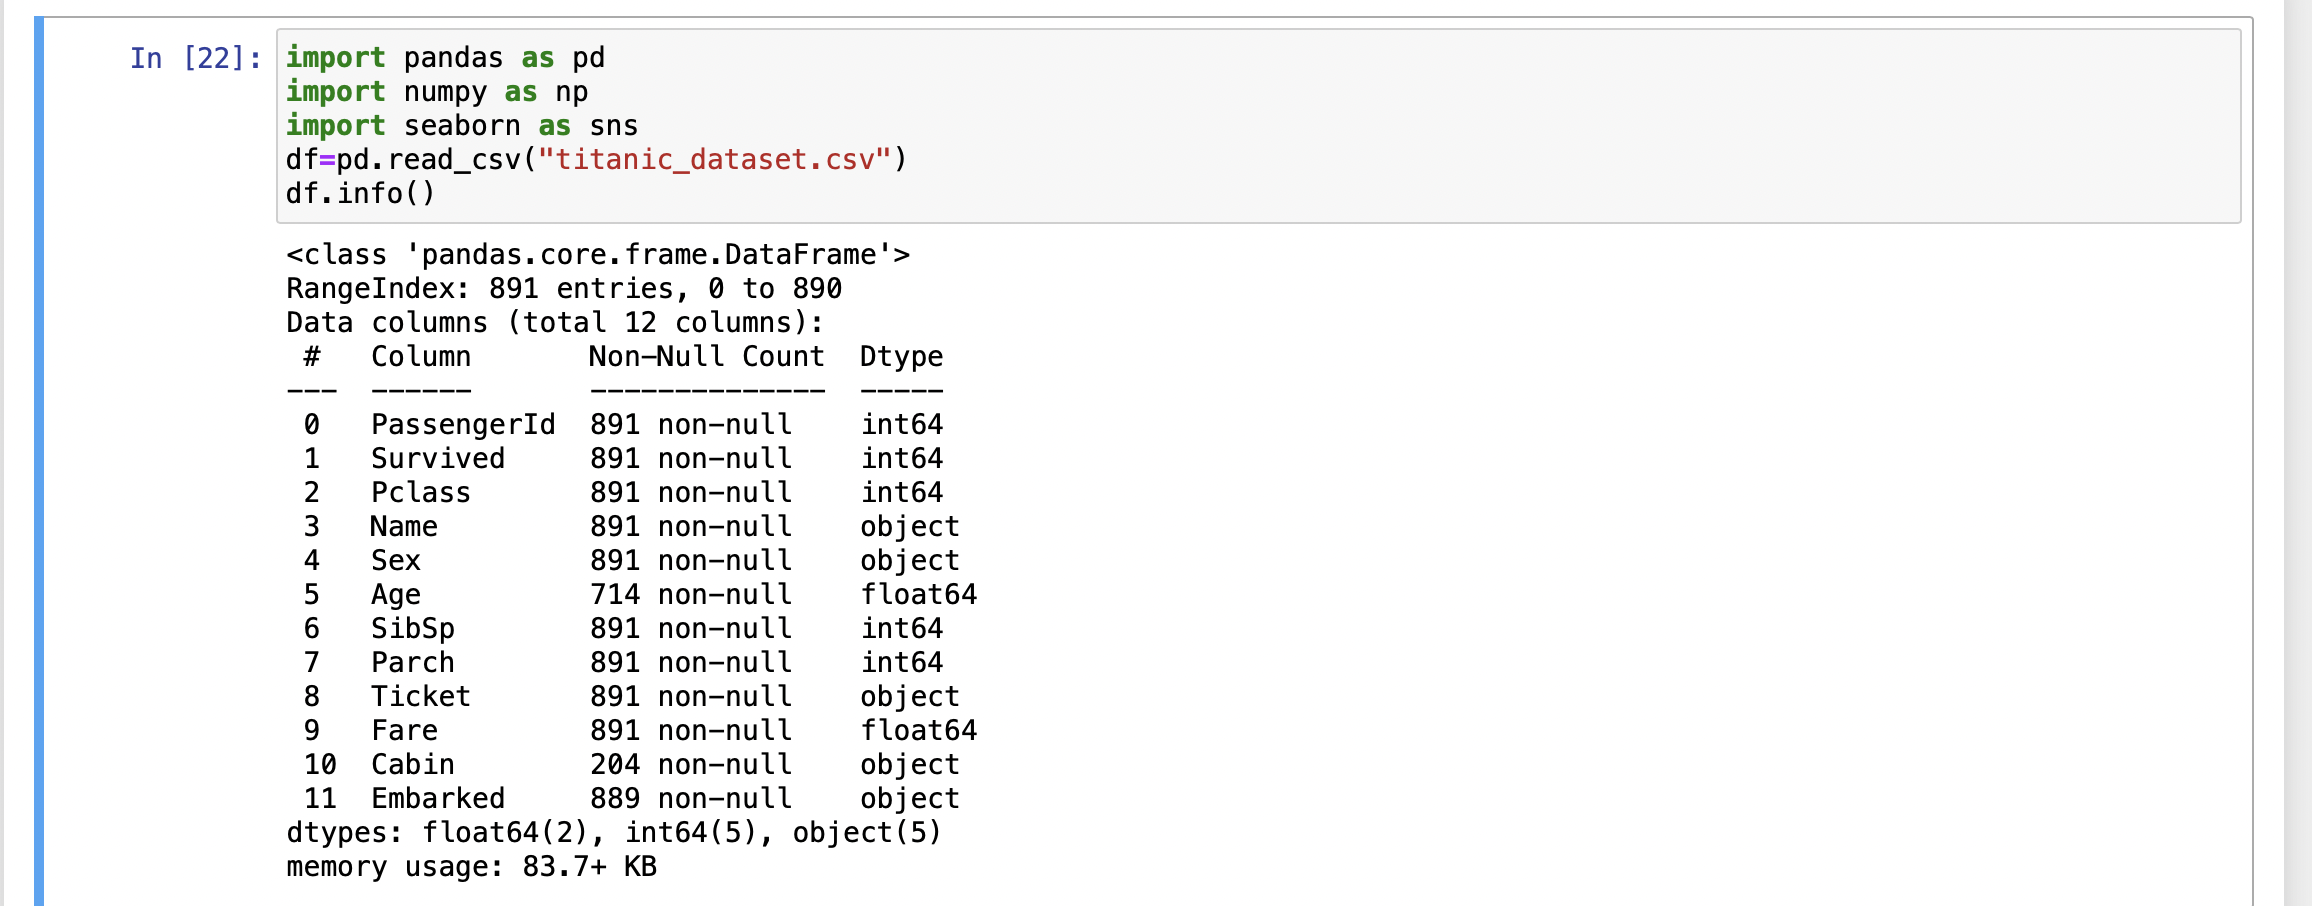 In [22]:
import pandas as pd
import numpy as np
import seaborn as sns
df=pd.read_csv("titanic_dataset.csv")
df.info()
<class 'pandas.core.frame.DataFrame'>
RangeIndex: 891 entries, 0 to 890
Data columns (total 12 columns):
 #   Column       Non-Null Count  Dtype
---  ------       --------------  -----
 0   PassengerId  891 non-null    int64
 1   Survived     891 non-null    int64
 2   Pclass       891 non-null    int64
 3   Name         891 non-null    object
 4   Sex          891 non-null    object
 5   Age          714 non-null    float64
 6   SibSp        891 non-null    int64
 7   Parch        891 non-null    int64
 8   Ticket       891 non-null    object
 9   Fare         891 non-null    float64
 10  Cabin        204 non-null    object
 11  Embarked     889 non-null    object
dtypes: float64(2), int64(5), object(5)
memory usage: 83.7+ KB